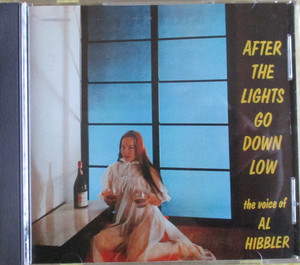 AFTER
THE
LIGHTS
GO
DOWN
LOW
the voice of
AL
HIBBLER